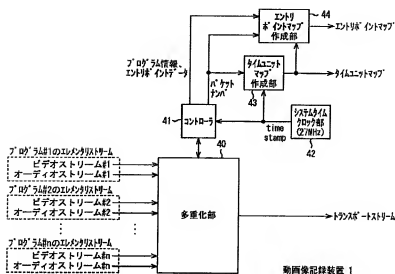 エントリ
ポイントマップ
作成部
44
エントリポイントマップ
プログラム情報、
エントリポイントデータ
パケット
ナンバ
タイムユニット
マップ
作成部
43
タイムユニットマップ
41
コントローラ
time
stamp
システムタイム
クロック部
(27MHz)
42
40
多重化部
トランスポートストリーム
プログラム#1のエレメンタリストリーム
ビデオストリーム#1
オーディオストリーム#1
プログラム#2のエレメンタリストリーム
ビデオストリーム#2
オーディオストリーム#2
プログラム#nのエレメンタリストリーム
ビデオストリーム#n
オーディオストリーム#n
動画像記録装置 1